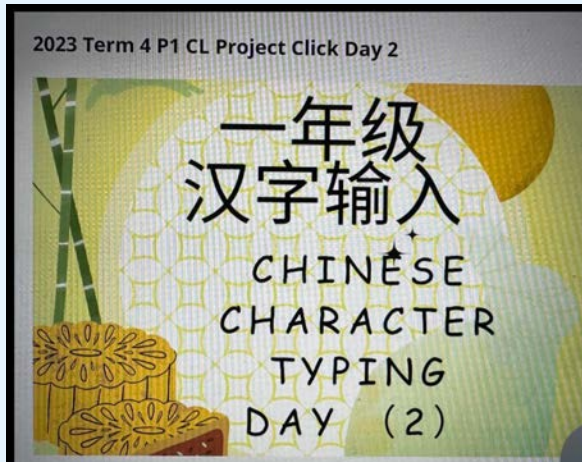 2023 Term 4 P1 CL Project Click Day 2
一年级
汉字输入
CHINESE
CHARACTER
TYPING
DAY （2）